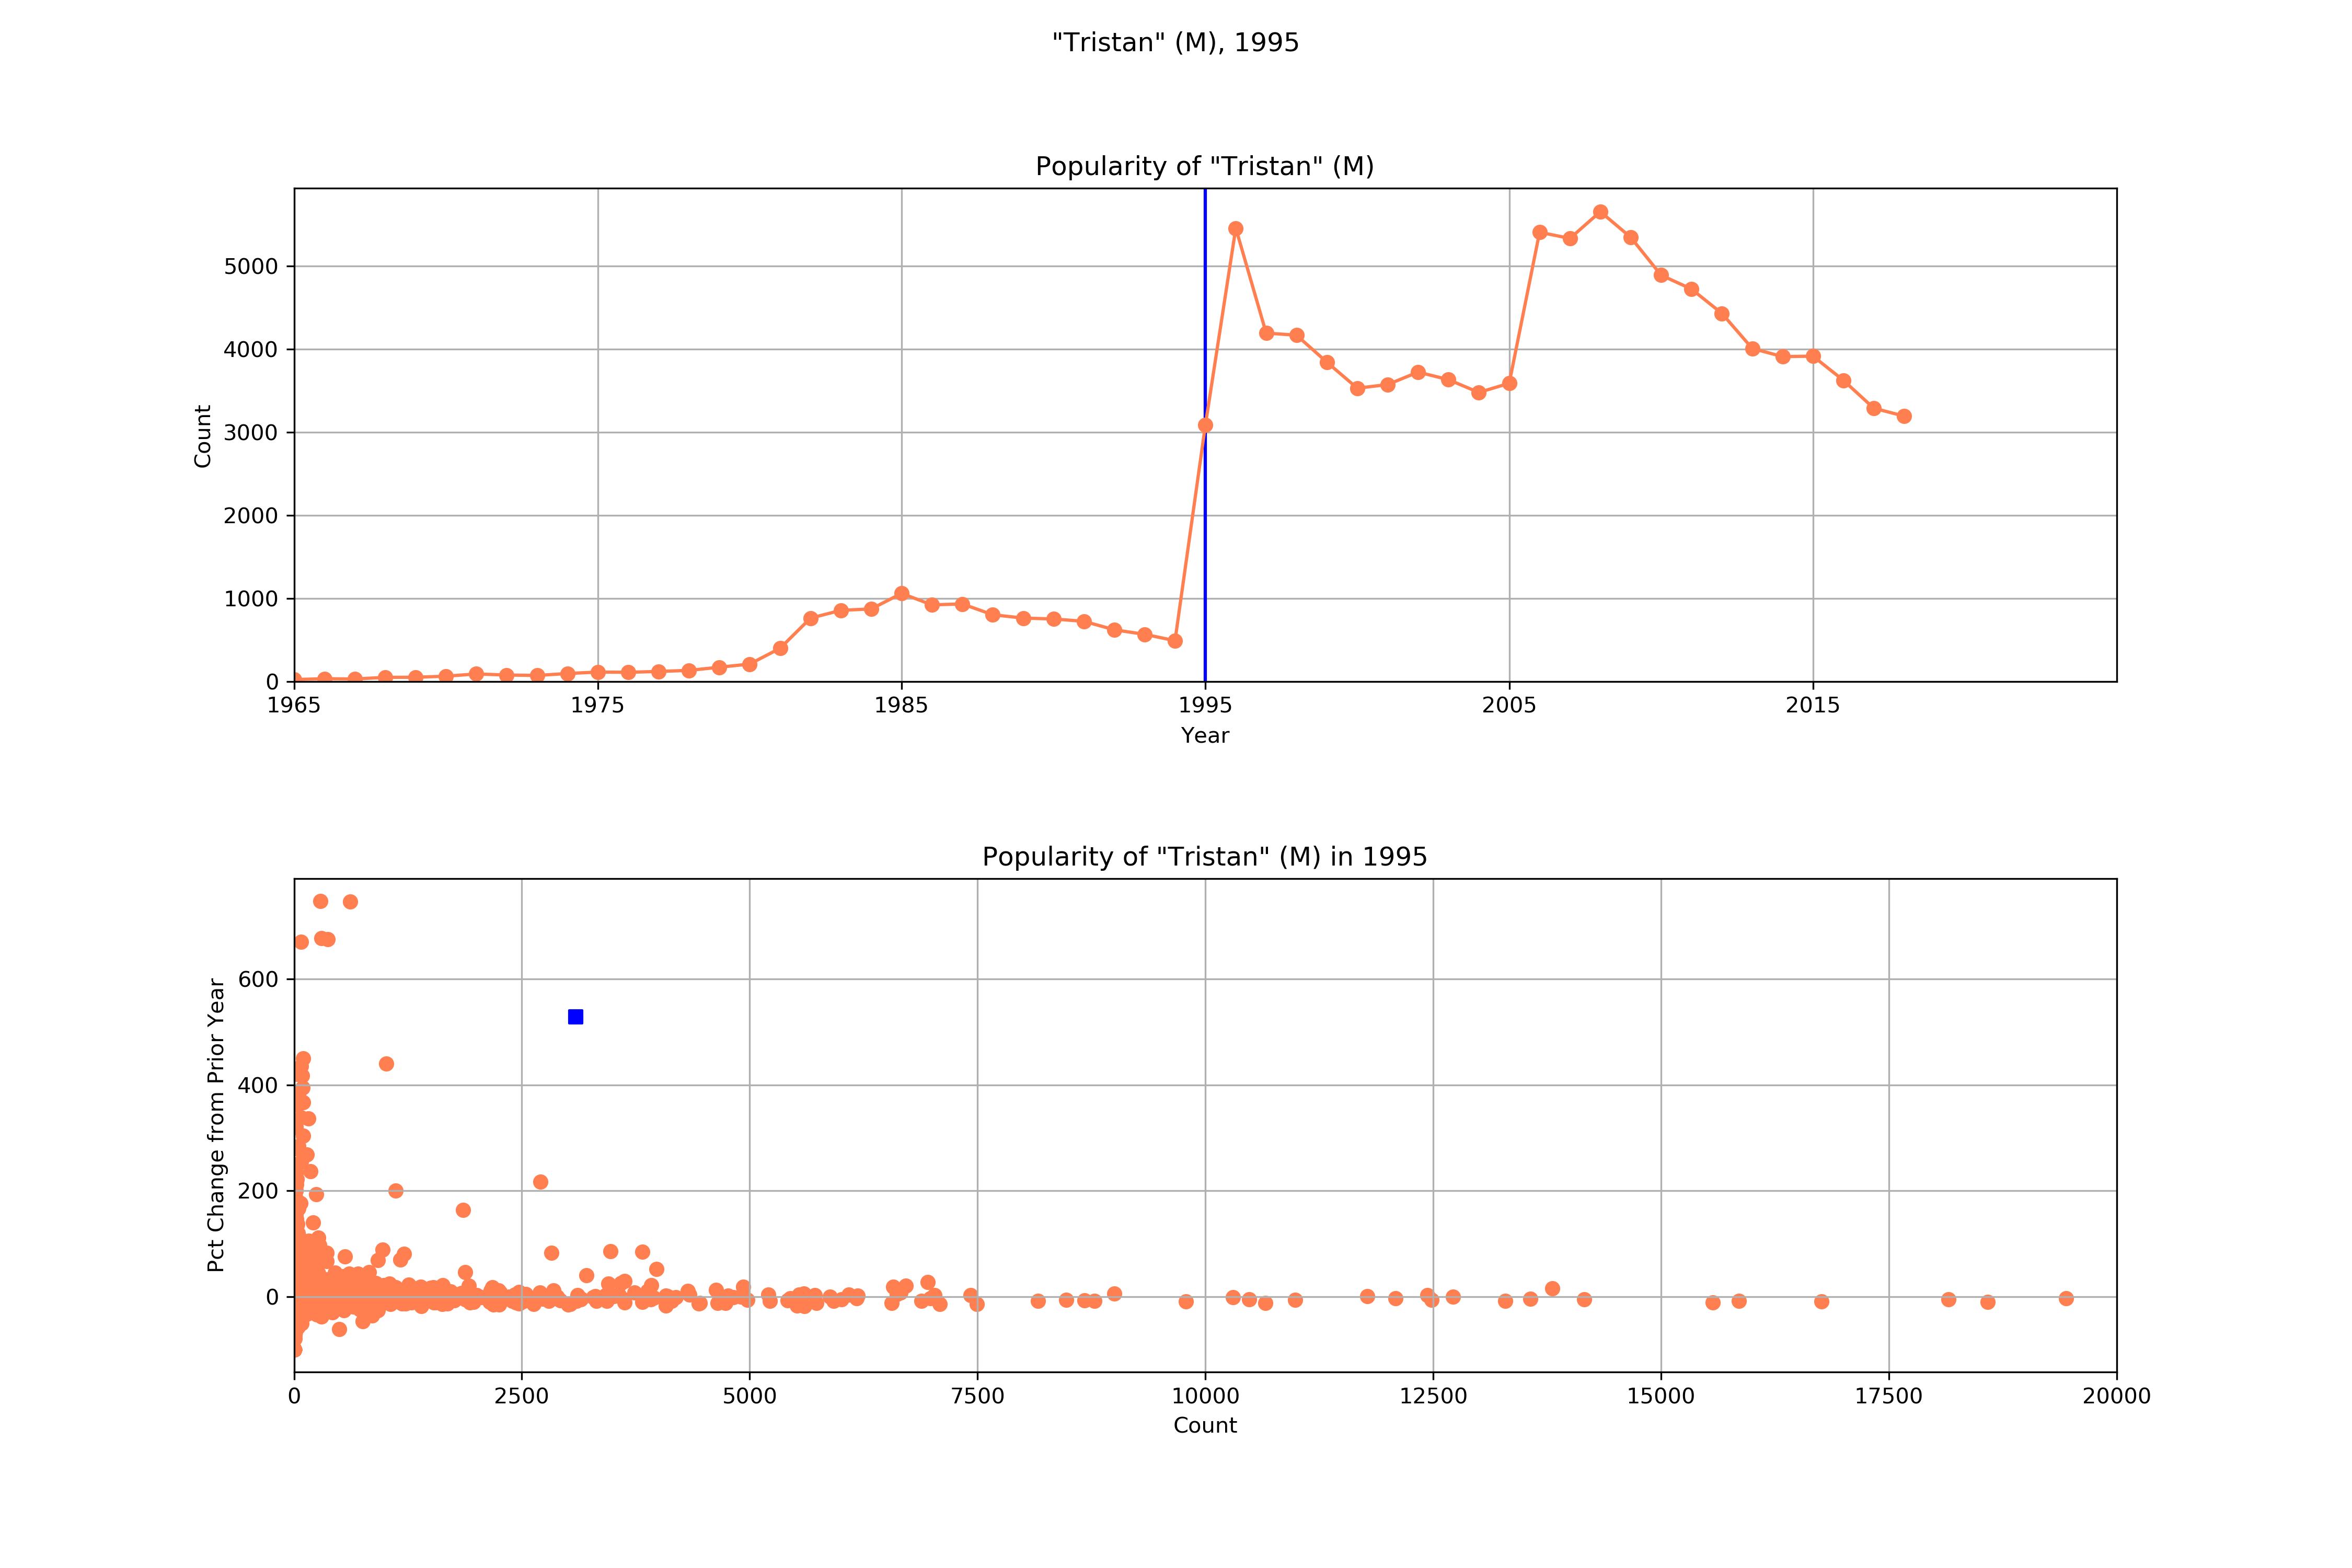 "Tristan" (M), 1995
Popularity of "Tristan" (M)
5000
4000
3000
2000
1000
0
Count
1965 1975 1985 1995 2005 2015
Year
Popularity of "Tristan" (M) in 1995
600
400
200
0
Pct Change from Prior Year
0 2500 5000 7500 10000 12500 15000 17500 20000
Count